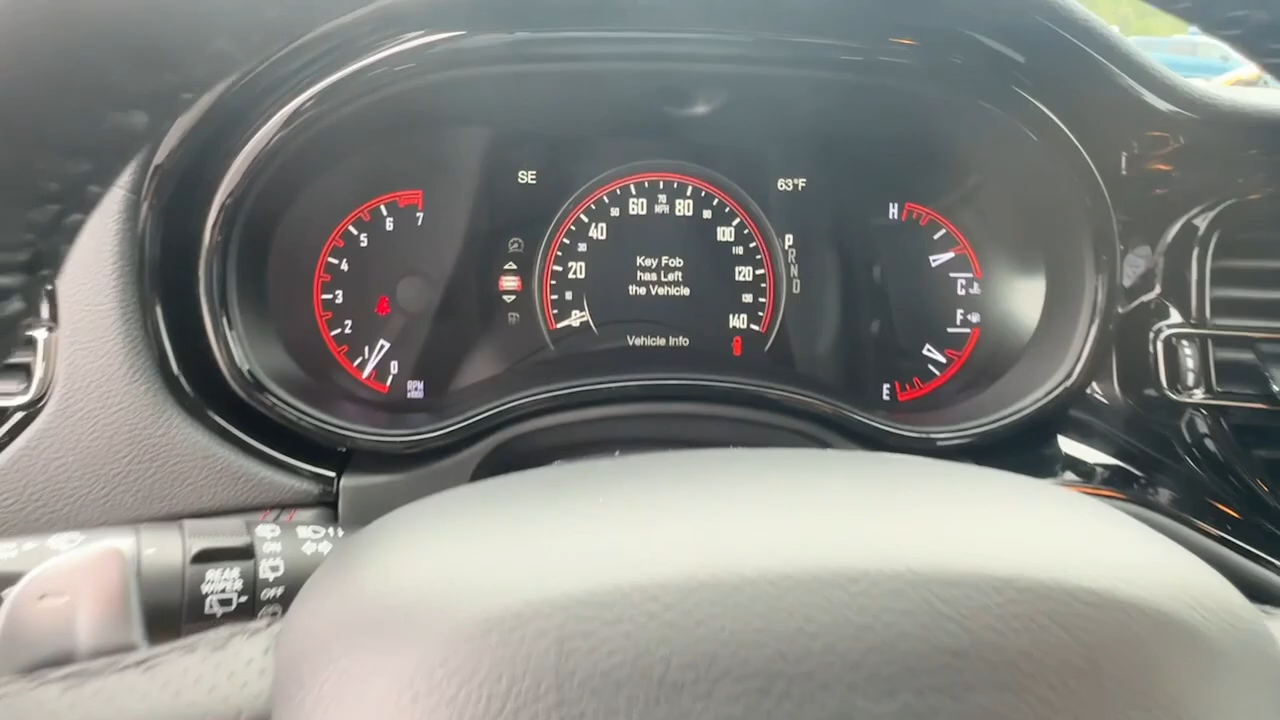 SE
63°F
7
6
5
4
3
2
1
0
RPM
x1000
0
10
20
30
40
50
60
70
MPH
80
90
100
110
120
130
140
Key Fob
has Left
the Vehicle
Vehicle Info
P
R
N
D
H
C
F
E
ON
REAR
WIPER
OFF